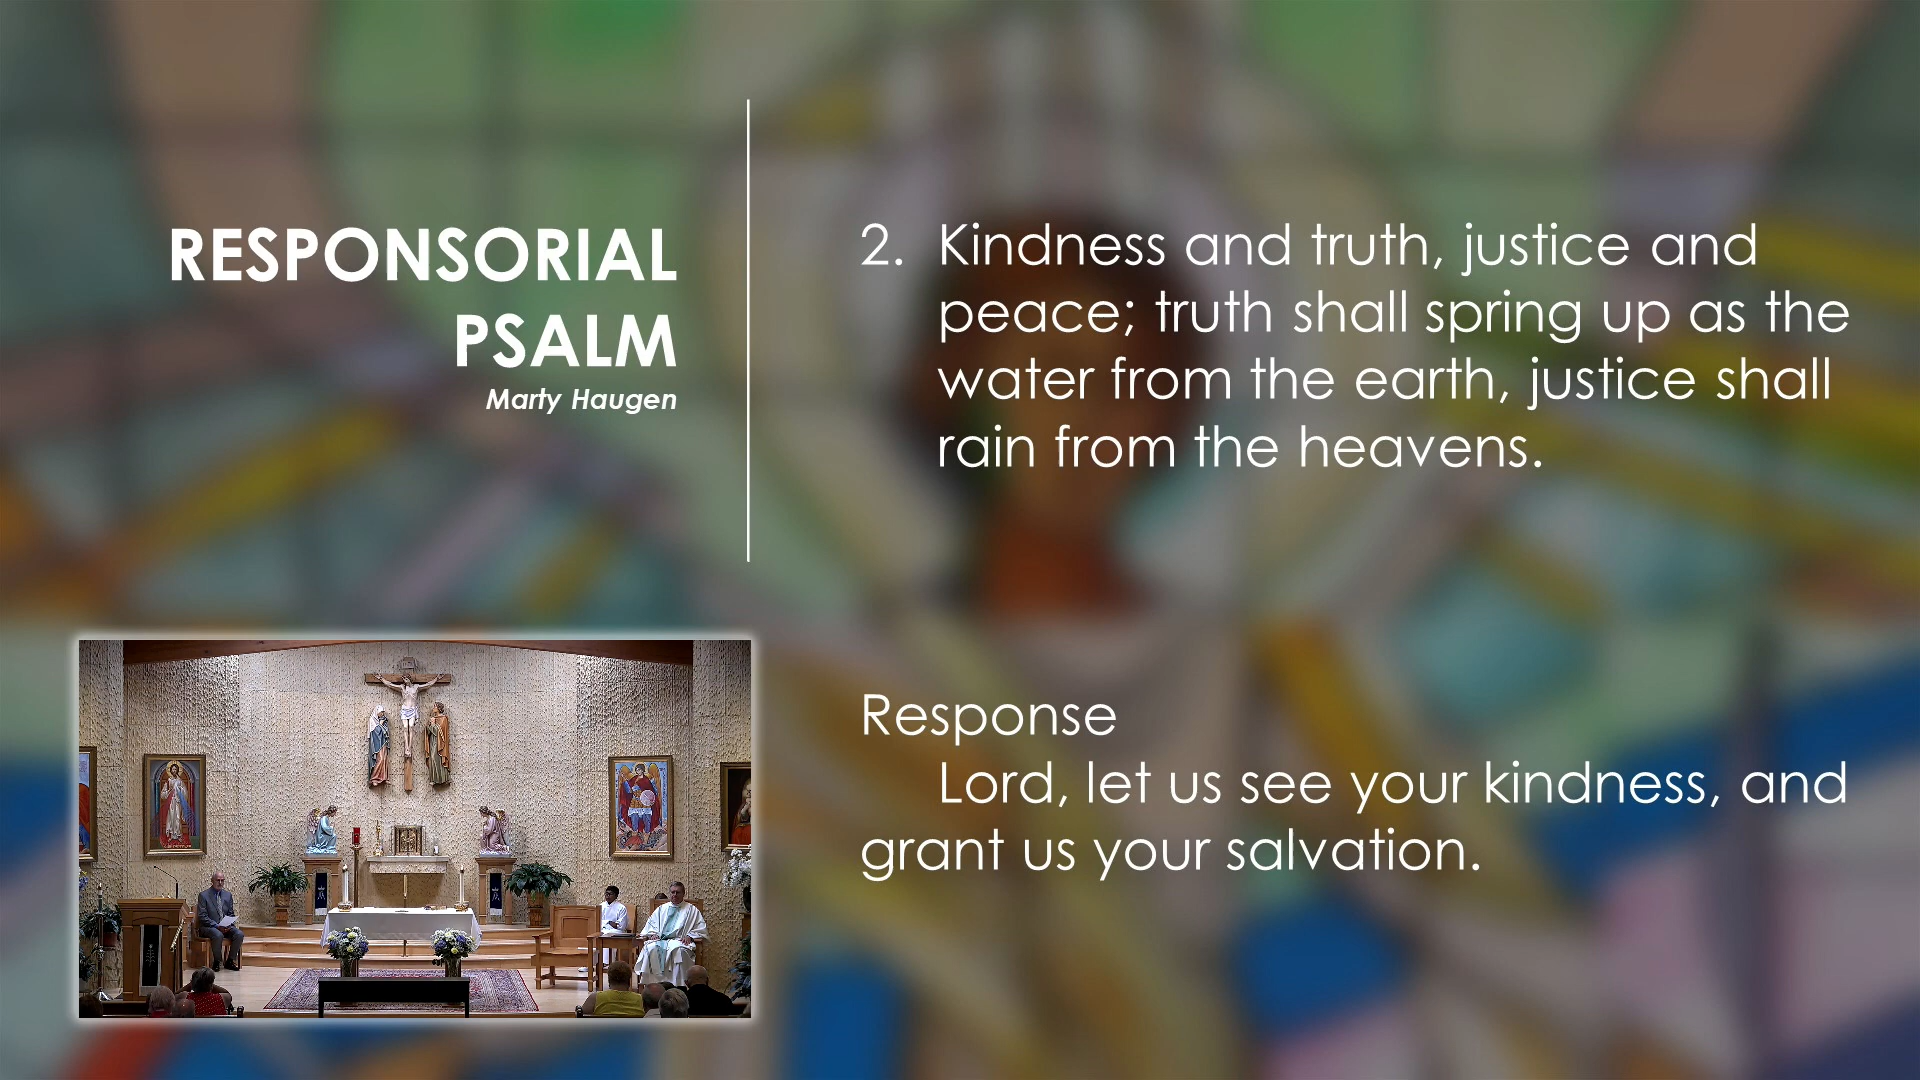 RESPONSORIAL
PSALM
Marty Haugen
2. Kindness and truth, justice and
peace; truth shall spring up as the
water from the earth, justice shall
rain from the heavens.
Response
Lord, let us see your kindness, and
grant us your salvation.